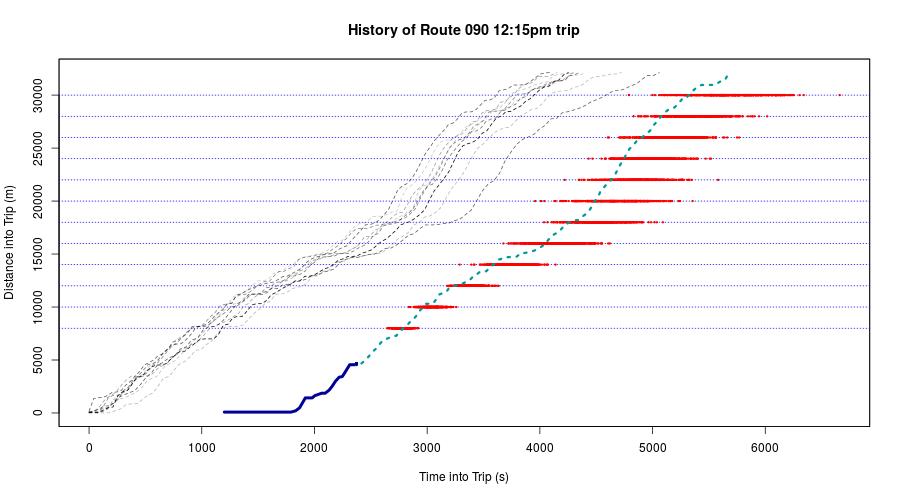 History of Route 090 12:15pm trip
Distance into Trip (m)
30000
25000
20000
15000
10000
5000
0
0 1000 2000 3000 4000 5000 6000
Time into Trip (s)